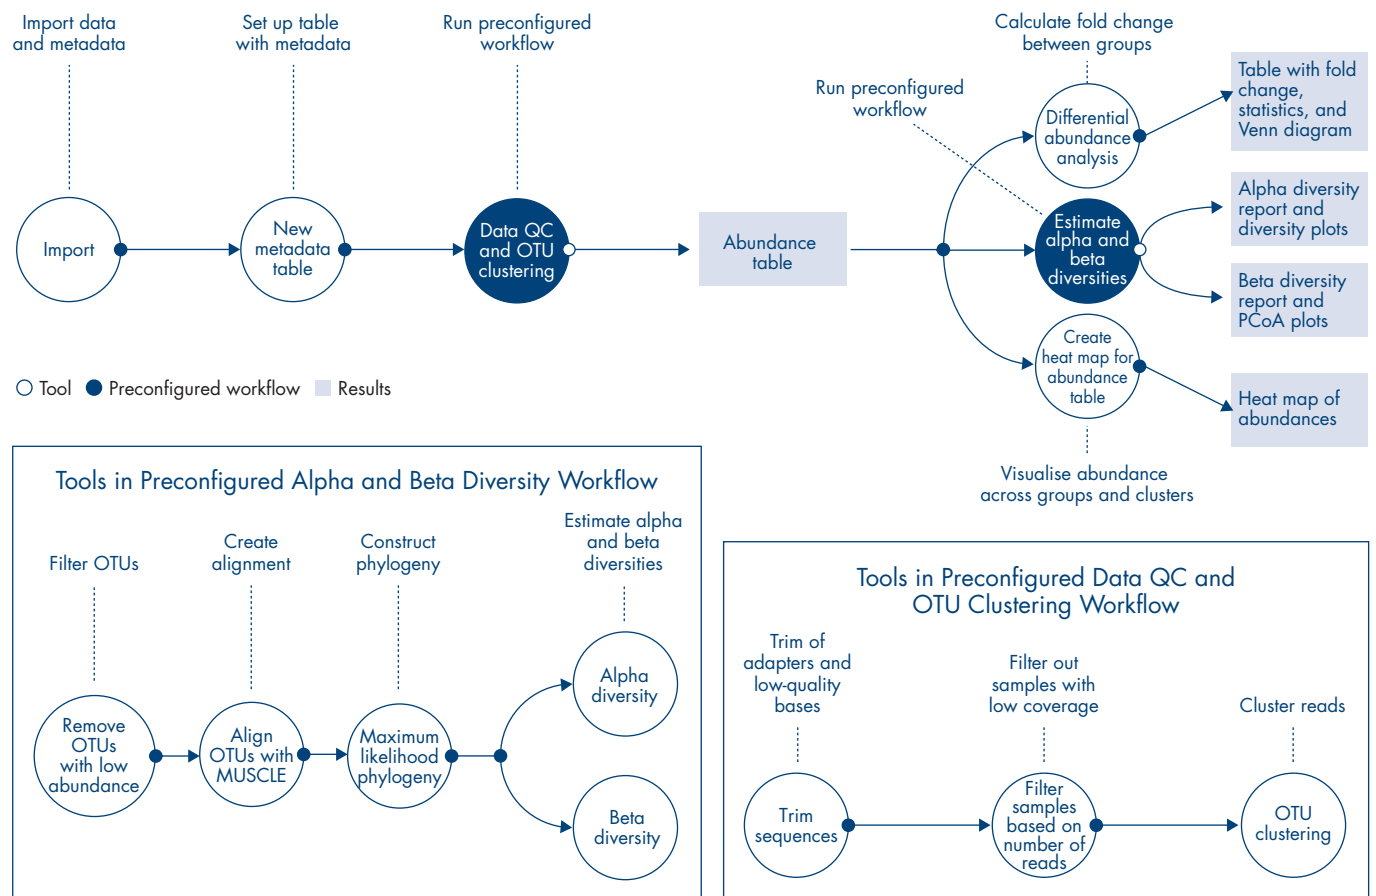 Import data
and metadata
Set up table
with metadata
Run preconfigured
workflow
Calculate fold change
between groups
Run preconfigured
workflow
Import
New
metadata
table
Data QC
and OTU
clustering
Abundance
table
Differential
abundance
analysis
Estimate
alpha and
beta
diversities
Create
heat map for
abundance
table
Table with fold
change,
statistics, and
Venn diagram
Alpha diversity
report and
diversity plots
Beta diversity
report and
PCoA plots
Heat map of
abundances
Visualise abundance
across groups and clusters
Tool
Preconfigured workflow
Results
Tools in Preconfigured Alpha and Beta Diversity Workflow
Filter OTUs
Create
alignment
Construct
phylogeny
Estimate alpha
and beta
diversities
Remove
OTUs
with low
abundance
Align
OTUs with
MUSCLE
Maximum
likelihood
phylogeny
Alpha
diversity
Beta
diversity
Tools in Preconfigured Data QC and
OTU Clustering Workflow
Trim of
adapters and
low-quality
bases
Filter out
samples with
low coverage
Cluster reads
Trim
sequences
Filter
samples
based on
number of
reads
OTU
clustering